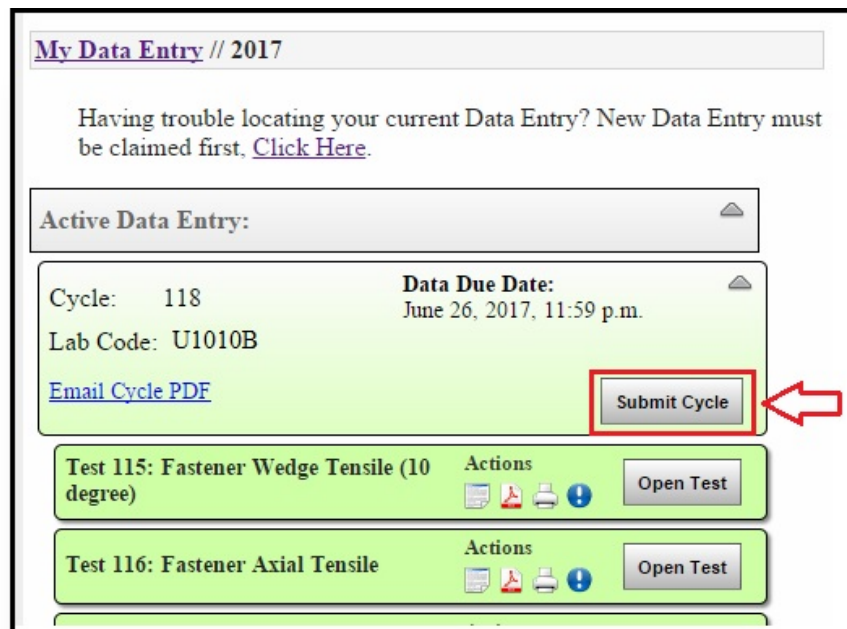 My Data Entry // 2017
Having trouble locating your current Data Entry? New Data Entry must
be claimed first, Click Here.
Active Data Entry:
Cycle: 118
Data Due Date:
June 26, 2017, 11:59 p.m.
Lab Code: U1010B
Email Cycle PDF
Submit Cycle
Test 115: Fastener Wedge Tensile (10
degree)
Actions
Open Test
Test 116: Fastener Axial Tensile
Actions
Open Test